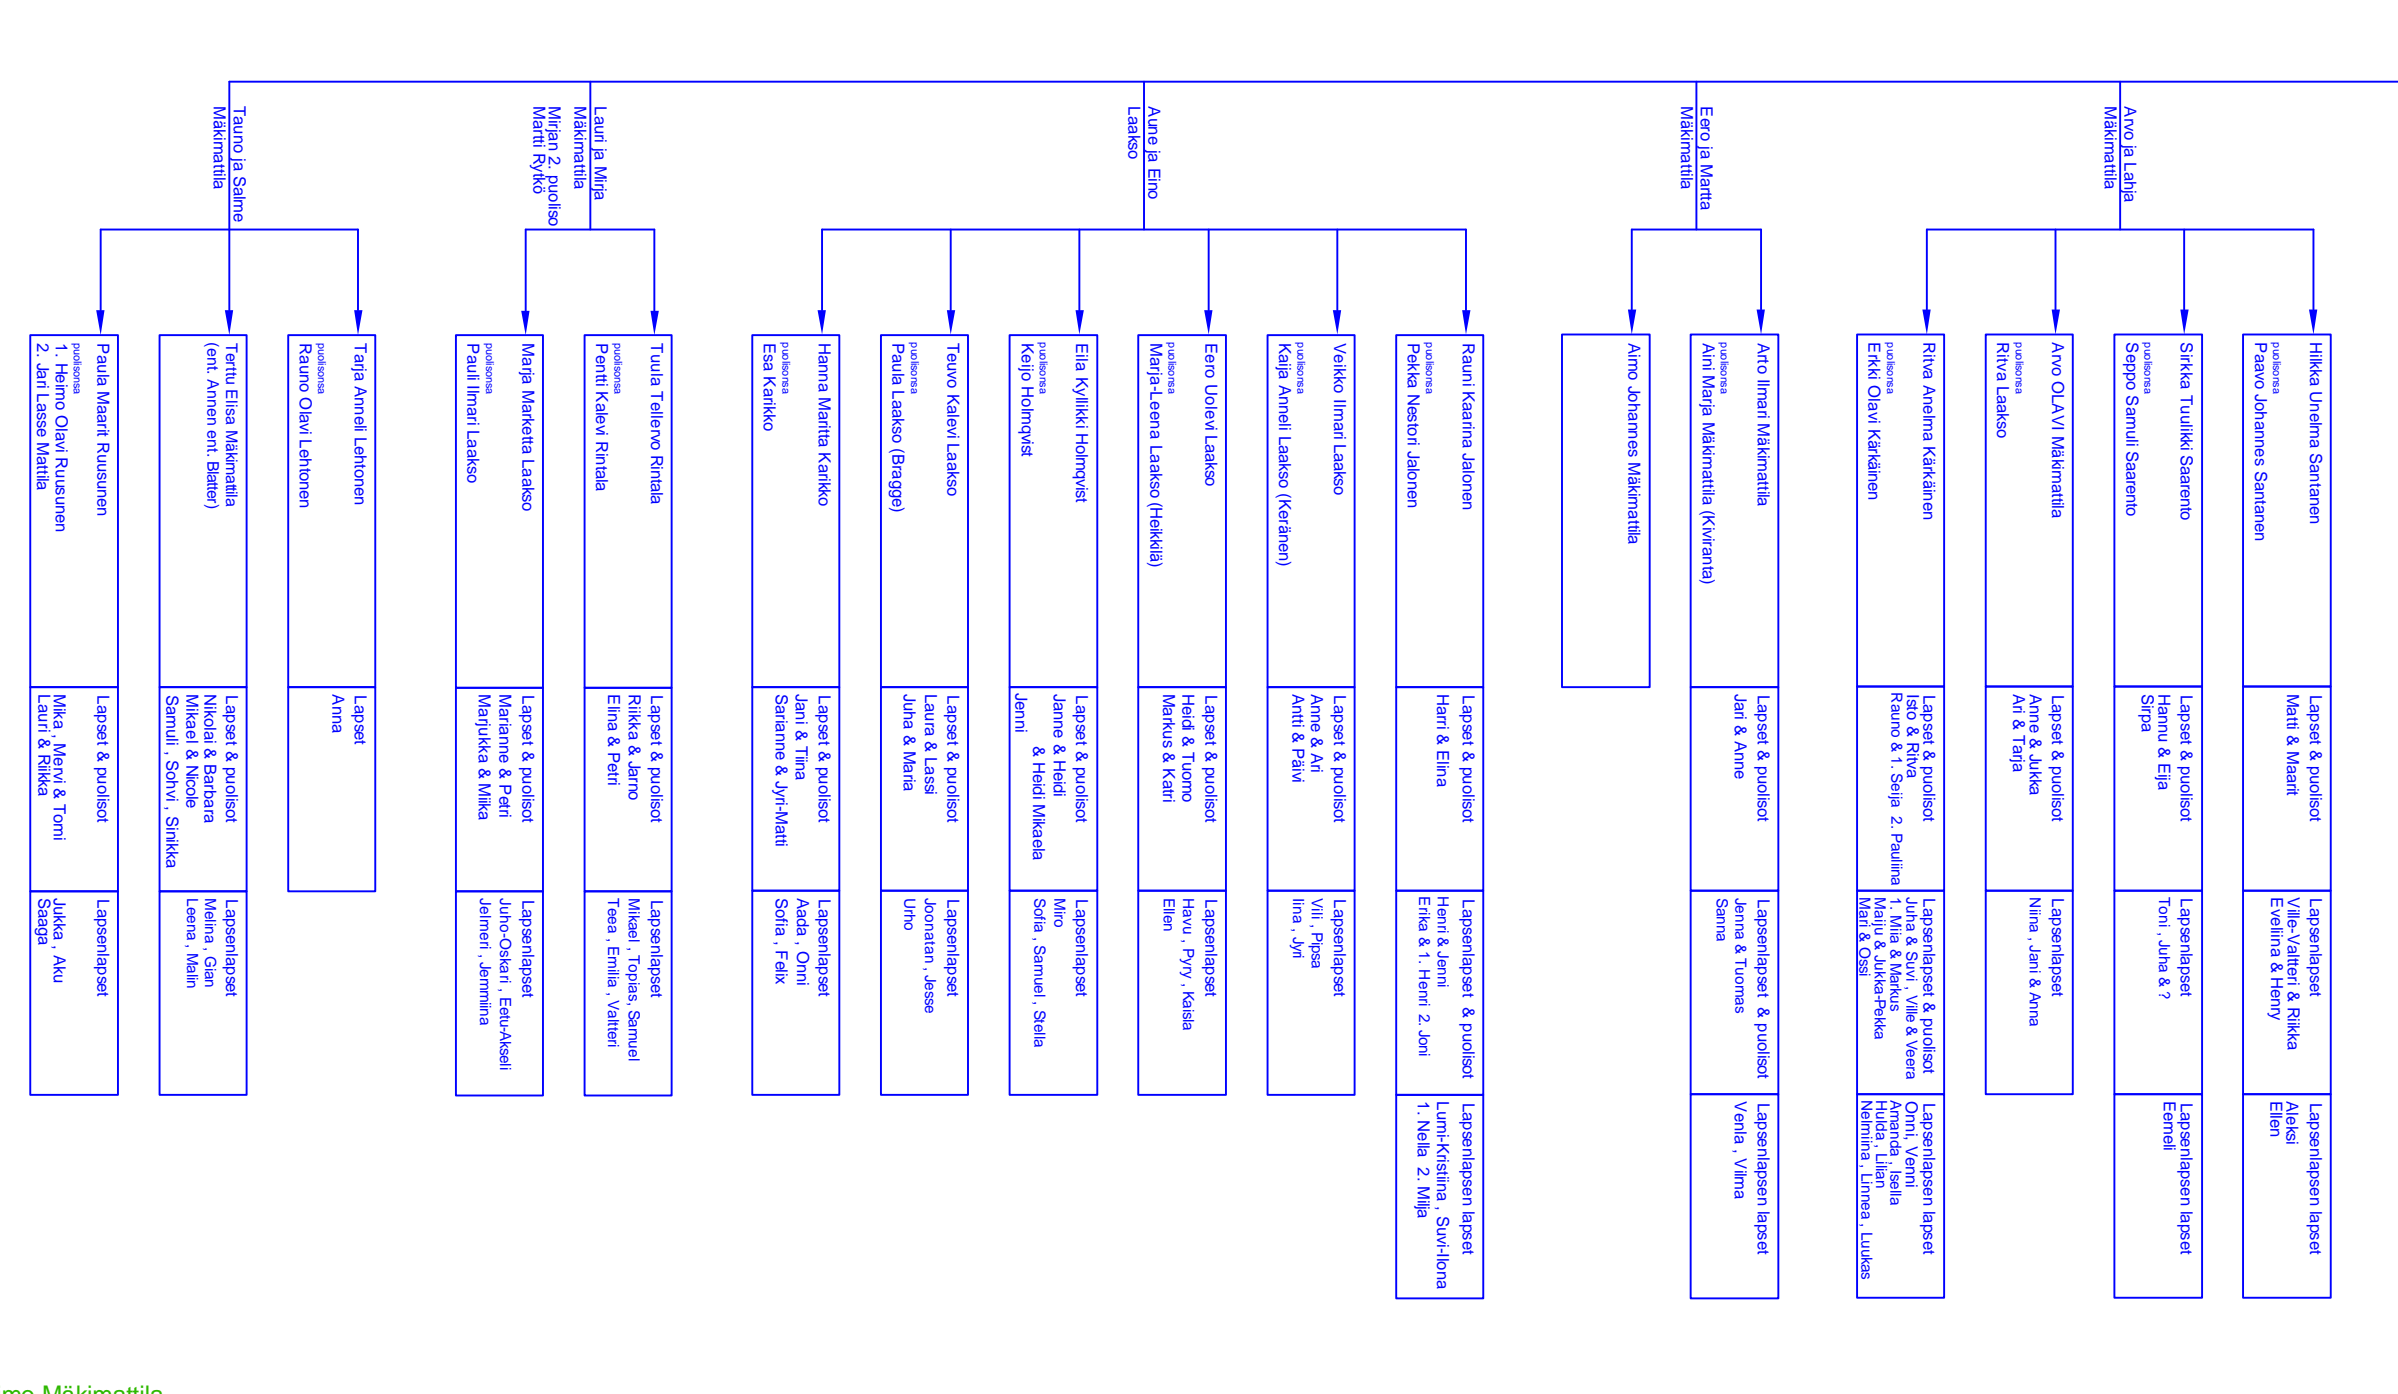 Arvo ja Lahja
Mäkimattila
Hilkka Unelma Santanen
puolisonsa
Paavo Johannes Santanen
Lapset & puolisot
Matti & Maarit
Lapsenlapset
Ville-Valtteri & Riikka
Eveliina & Henry
Lapsenlapsen lapset
Aleksi
Ellen
Sirkka Tuulikki Saarento
puolisonsa
Seppo Samuli Saarento
Lapset & puolisot
Hannu & Eija
Sirpa
Lapsenlapset
Toni , Juha & ?
Lapsenlapsen lapset
Eemeli
Arvo OLAVI Mäkimattila
puolisonsa
Ritva Laakso
Lapset & puolisot
Anne & Jukka
Ari & Tarja
Lapsenlapset
Niina , Jani & Anna
Ritva Anelma Kärkäinen
puolisonsa
Erkki Olavi Kärkäinen
Lapset & puolisot
Isto & Ritva
Rauno & 1. Seija 2. Pauliina
Lapsenlapset & puolisot
Juha & Suvi , Ville & Veera
1. Miia & Markus
Maiju & Jukka-Pekka
Mari & Ossi
Lapsenlapsen lapset
Onni, Venni
Amanda , Isella
Hulda , Lilian
Nelmiina , Linnea , Luukas
Eero ja Martta
Mäkimattila
Arto Ilmari Mäkimattila
puolisonsa
Aini Marja Mäkimattila (Kiviranta)
Lapset & puolisot
Jari & Anne
Lapsenlapset & puolisot
Jenna & Tuomas
Sanna
Lapsenlapsen lapset
Venla , Vilma
Aimo Johannes Mäkimattila
Aune ja Eino
Laakso
Rauni Kaarina Jalonen
puolisonsa
Pekka Nestori Jalonen
Lapset & puolisot
Harri & Elina
Lapsenlapset & puolisot
Henri & Jenni
Erika & 1. Henri 2. Joni
Lapsenlapsen lapset
Lumi-Kristiina , Suvi-Ilona
1. Nella 2. Milja
Veikko Ilmari Laakso
puolisonsa
Kaija Anneli Laakso (Keränen)
Lapset & puolisot
Anne & Ari
Antti & Päivi
Lapsenlapset
Vili , Pipsa
Iina , Jyri
Eero Uolevi Laakso
puolisonsa
Marja-Leena Laakso (Heikkilä)
Lapset & puolisot
Heidi & Tuomo
Markus & Katri
Lapsenlapset
Havu , Pyry , Kaisla
Ellen
Eila Kyllikki Holmqvist
puolisonsa
Keijo Holmqvist
Lapset & puolisot
Janne & Heidi
& Heidi Mikaela
Jenni
Lapsenlapset
Miro
Sofia , Samuel , Stella
Teuvo Kalevi Laakso
puolisonsa
Paula Laakso (Bragge)
Lapset & puolisot
Laura & Lassi
Juha & Maria
Lapsenlapset
Joonatan , Jesse
Urho
Hanna Maritta Karikko
puolisonsa
Esa Karikko
Lapset & puolisot
Jani & Tiina
Sarianne & Jyri-Matti
Lapsenlapset
Aada , Onni
Sofia , Felix
Lauri ja Mirja
Mäkimattila
Mirjan 2. puoliso
Martti Rytkö
Tuula Tellervo Rintala
puolisonsa
Pentti Kalevi Rintala
Lapset & puolisot
Riikka & Jarno
Elina & Petri
Lapsenlapset
Mikael , Topias, Samuel
Teea , Emilia , Valtteri
Marja Marketta Laakso
puolisonsa
Pauli Ilmari Laakso
Lapset & puolisot
Marianne & Petri
Marjukka & Miika
Lapsenlapset
Juho-Oskari , Eetu-Akseli
Jelmeri , Jemmiina
Tauno ja Salme
Mäkimattila
Tarja Anneli Lehtonen
puolisonsa
Rauno Olavi Lehtonen
Lapset
Anna
Terttu Elisa Mäkimattila
(ent. Annen ent. Blatter)
Lapset & puolisot
Nikolai & Barbara
Mikael & Nicole
Samuli , Sohvi , Sinikka
Lapsenlapset
Melina , Gian
Leena , Malin
Paula Maarit Ruusunen
puolisonsa
1. Heimo Olavi Ruusunen
2. Jari Lasse Mattila
Lapset & puolisot
Mika , Mervi & Tomi
Lauri & Riikka
Lapsenlapset
Jukka , Aku
Saaga
mo Mäkimattila